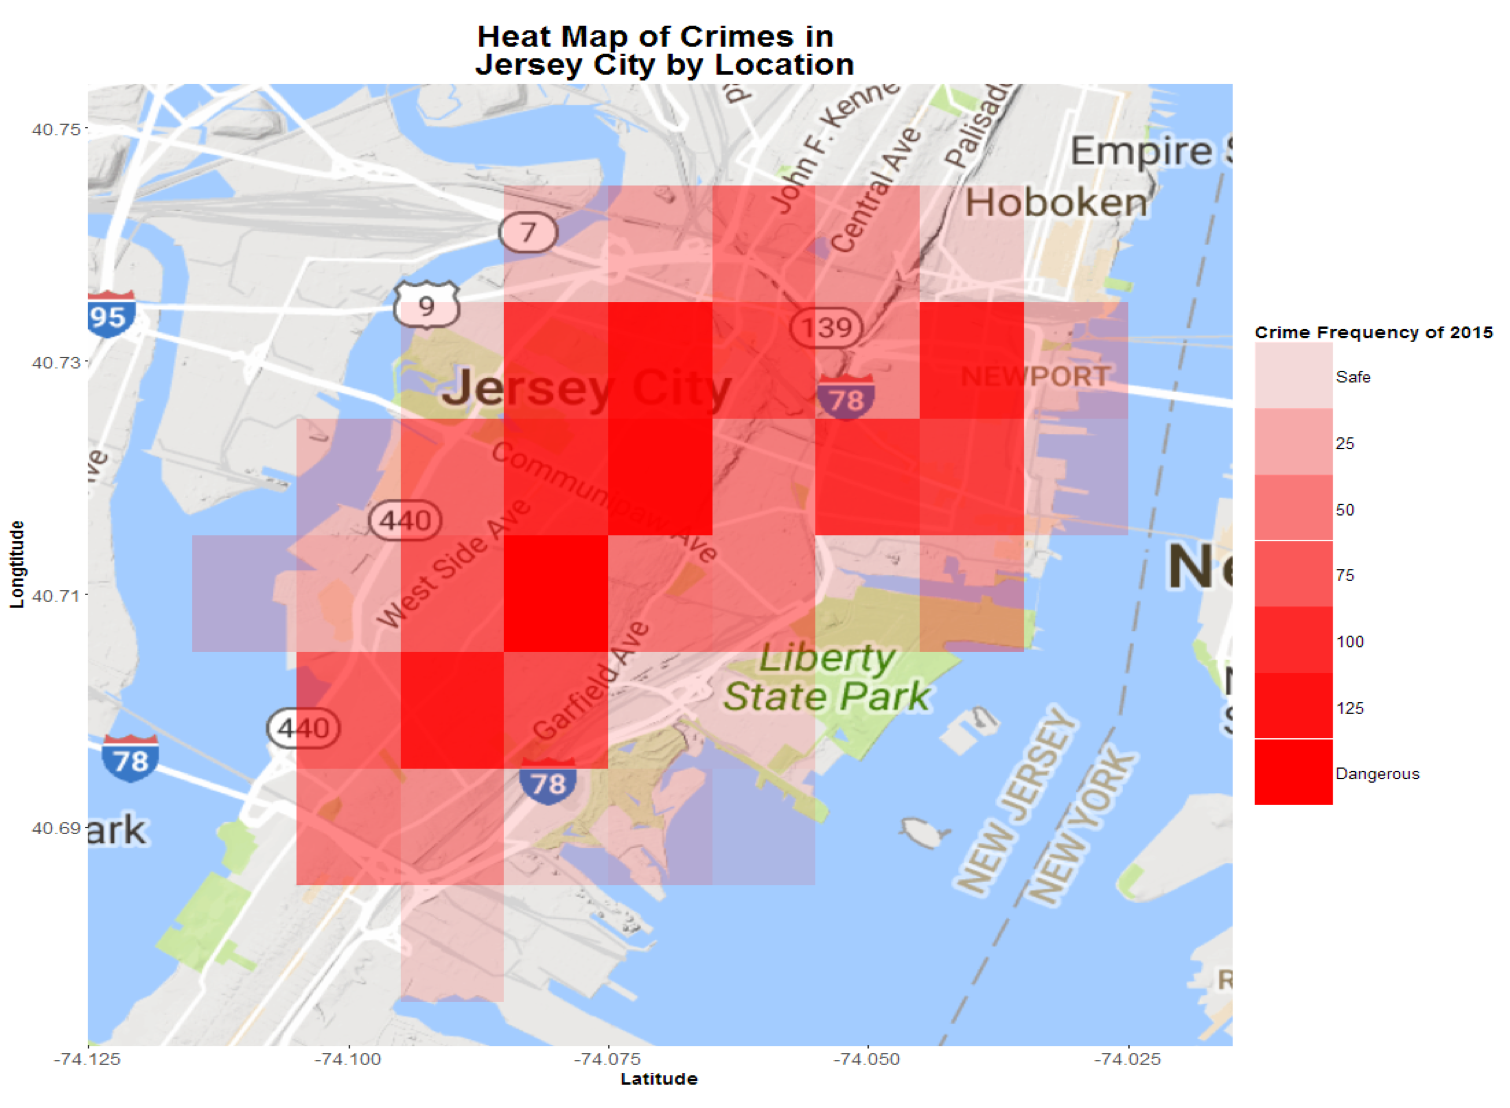 Heat Map of Crimes in
Jersey City by Location
40.75
40.73
40.71
40.69
Longtitude
-74.125
-74.100
-74.075
-74.050
-74.025
Latitude
John F. Kenne
Central Ave
Palisad
Empire S
Hoboken
7
9
95
139
Jersey City
78
NEWPORT
Communipaw Ave
440
West Side Ave
Garfield Ave
Liberty
State Park
440
78
78
ark
NEW JERSEY
NEW YORK
Ne
Ave
Crime Frequency of 2015
Safe
25
50
75
100
125
Dangerous